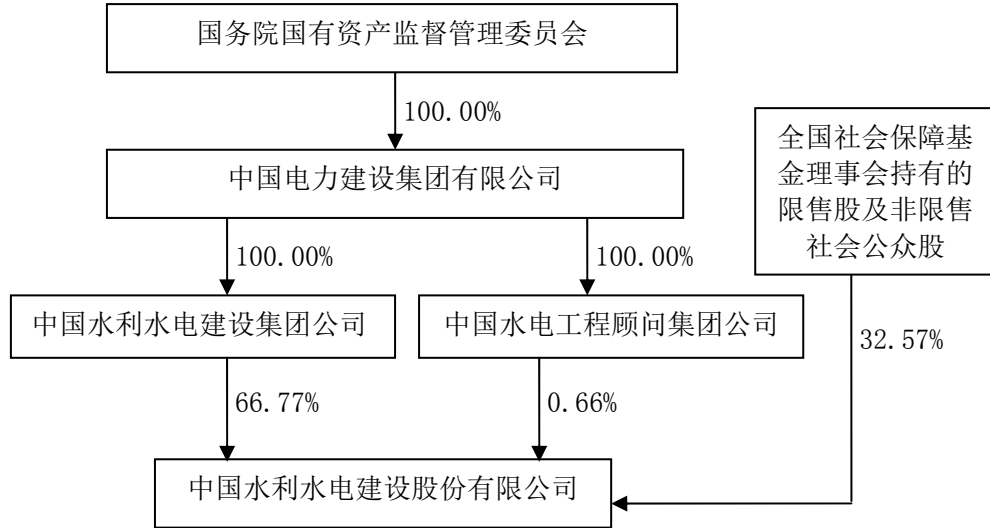 国务院国有资产监督管理委员会
100.00%
中国电力建设集团有限公司
全国社会保障基
金理事会持有的
限售股及非限售
社会公众股
100.00%
100.00%
中国水利水电建设集团公司
中国水电工程顾问集团公司
32.57%
66.77%
0.66%
中国水利水电建设股份有限公司